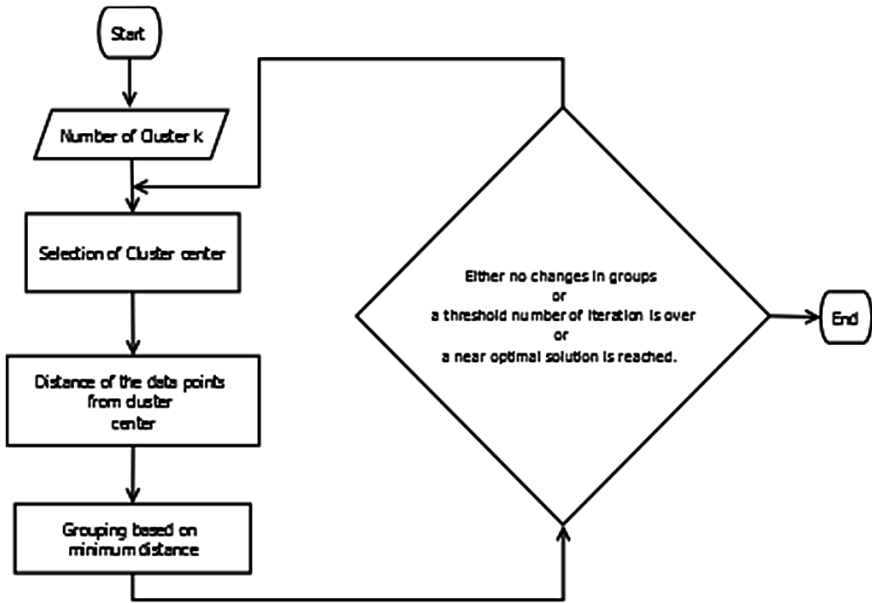 Start
Number of Cluster k
Selection of Cluster center
Distance of the data points
from cluster
center
Grouping based on
minimum distance
Either no changes in groups
or
a threshold number of iteration is over
or
a near optimal solution is reached.
End